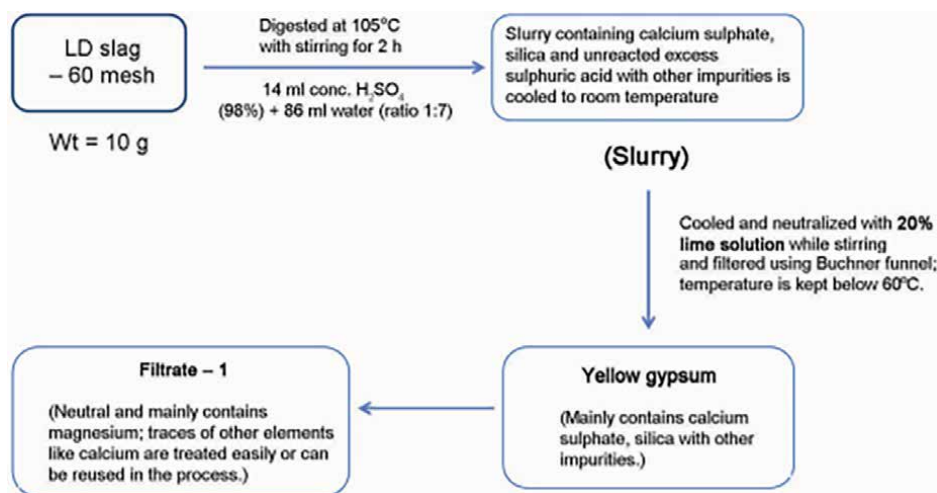 LD slag
– 60 mesh
Wt = 10 g
Digested at 105°C
with stirring for 2 h
14 ml conc. H2SO4
(98%) + 86 ml water (ratio 1:7)
Slurry containing calcium sulphate,
silica and unreacted excess
sulphuric acid with other impurities is
cooled to room temperature
(Slurry)
Cooled and neutralized with 20%
lime solution while stirring
and filtered using Buchner funnel;
temperature is kept below 60°C.
Yellow gypsum
(Mainly contains calcium
sulphate, silica with other
impurities.)
Filtrate – 1
(Neutral and mainly contains
magnesium; traces of other elements
like calcium are treated easily or can
be reused in the process.)